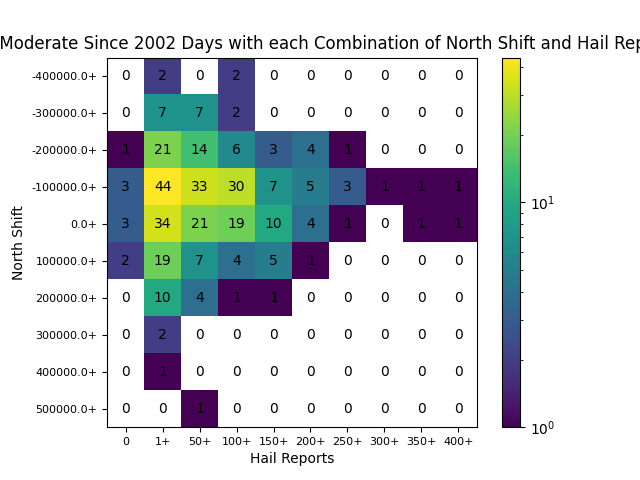 Moderate Since 2002 Days with each Combination of North Shift and Hail Rep
-400000.0+ 0 2 0 2 0 0 0 0 0 0
-300000.0+ 0 7 7 2 0 0 0 0 0 0
-200000.0+ 1 21 14 6 3 4 1 0 0 0
-100000.0+ 3 44 33 30 7 5 3 1 1 1
0.0+ 3 34 21 19 10 4 1 0 1 1
100000.0+ 2 19 7 4 5 1 0 0 0 0
200000.0+ 0 10 4 1 1 0 0 0 0 0
300000.0+ 0 2 0 0 0 0 0 0 0 0
400000.0+ 0 1 0 0 0 0 0 0 0 0
500000.0+ 0 0 1 0 0 0 0 0 0 0
0 1+ 50+ 100+ 150+ 200+ 250+ 300+ 350+ 400+
Hail Reports
North Shift
10¹
10⁰